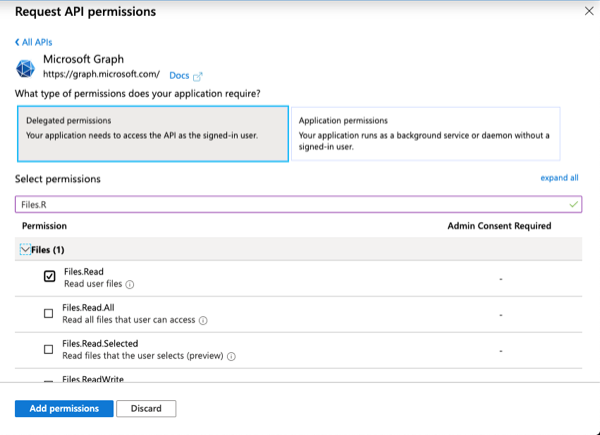 Request API permissions
All APIs
Microsoft Graph
https://graph.microsoft.com/ Docs
What type of permissions does your application require?
Delegated permissions
Your application needs to access the API as the signed-in user.
Application permissions
Your application runs as a background service or daemon without a
signed-in user.
Select permissions
expand all
Files.R
Permission
Admin Consent Required
Files (1)
Files.Read
Read user files
-
Files.Read.All
Read all files that user can access
-
Files.Read.Selected
Read files that the user selects (preview)
-
Files.ReadWrite
Add permissions
Discard